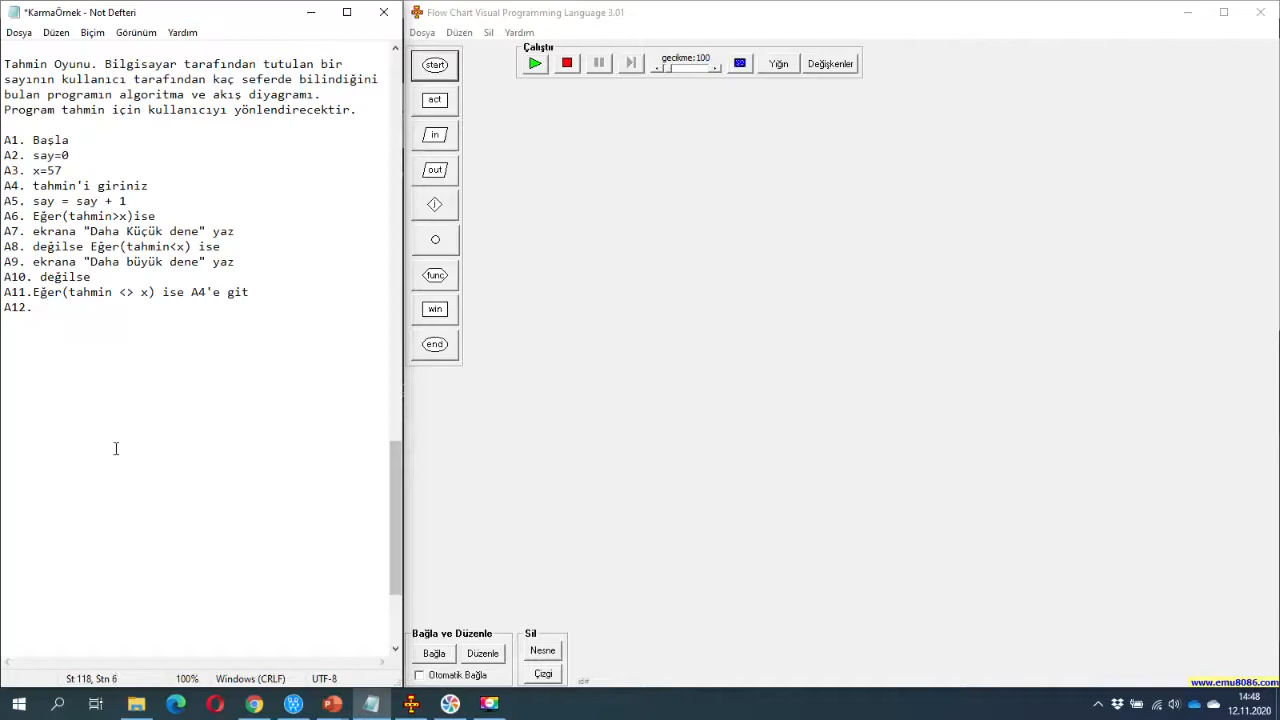 *KarmaÖrnek - Not Defteri
Dosya Düzen Biçim Görünüm Yardım
Tahmin Oyunu. Bilgisayar tarafından tutulan bir
sayının kullanıcı tarafından kaç seferde bilindiğini
bulan programın algoritma ve akış diyagramı.
Program tahmin için kullanıcıyı yönlendirecektir.
A1. Başla
A2. say=0
A3. x=57
A4. tahmin'i giriniz
A5. say = say + 1
A6. Eğer(tahmin>x)ise
A7. ekrana "Daha Küçük dene" yaz
A8. değilse Eğer(tahmin<x) ise
A9. ekrana "Daha büyük dene" yaz
A10. değilse
A11.Eğer(tahmin <> x) ise A4'e git
A12.
St 118, Stn 6 100% Windows (CRLF) UTF-8
Flow Chart Visual Programming Language 3.01
Dosya Düzen Sil Yardım
Çalıştır
gecikme:100
Yığın Değişkenler
start
act
in
out
i
func
win
end
Bağla ve Düzenle
Bağla Düzenle
Otomatik Bağla
Sil
Nesne
Çizgi
www.emu8086.com
14:48
12.11.2020